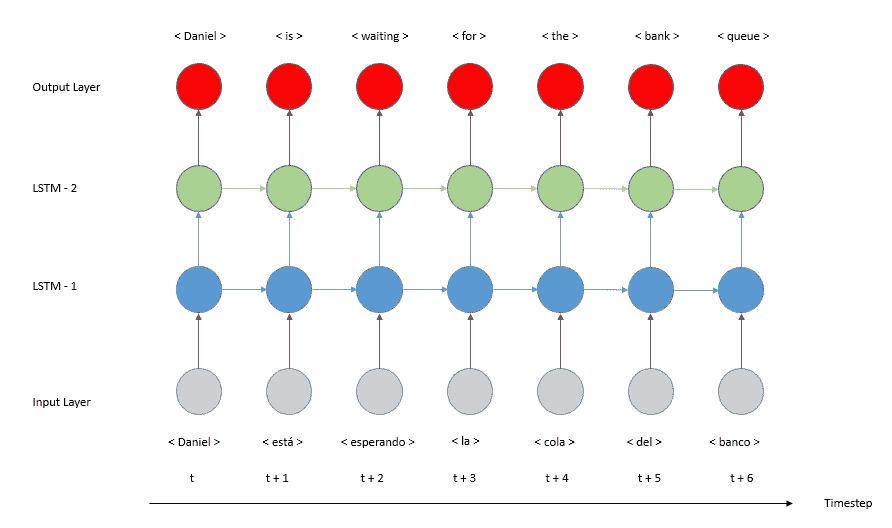 < Daniel > < is > < waiting > < for > < the > < bank > < queue >
Output Layer
LSTM - 2
LSTM - 1
Input Layer
< Daniel > < está > < esperando > < la > < cola > < del > < banco >
t t + 1 t + 2 t + 3 t + 4 t + 5 t + 6
Timestep